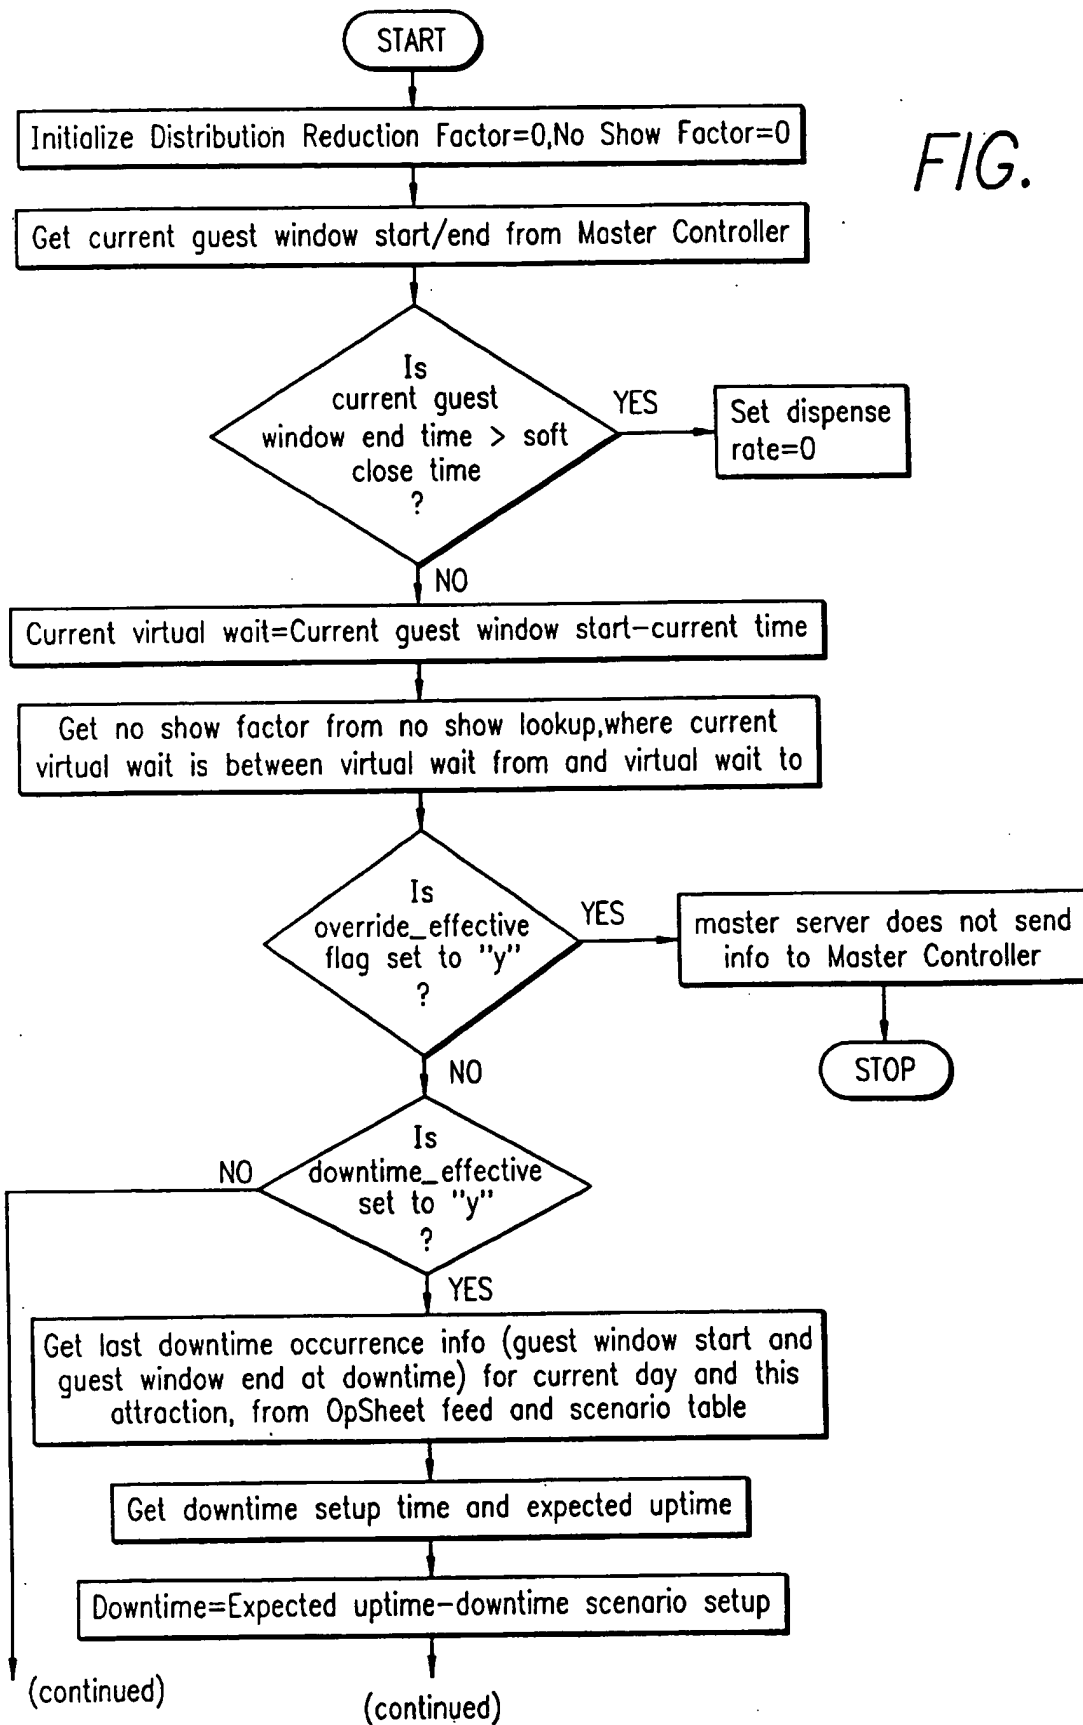 START
Initialize Distribution Reduction Factor=0,No Show Factor=0
FIG.
Get current guest window start/end from Master Controller
Is
current guest
window end time > soft
close time
?
YES
Set dispense
rate=0
NO
Current virtual wait=Current guest window start-current time
Get no show factor from no show lookup,where current
virtual wait is between virtual wait from and virtual wait to
Is
override_effective
flag set to "y"
?
YES
master server does not send
info to Master Controller
STOP
NO
Is
downtime_effective
set to "y"
?
NO
YES
Get last downtime occurrence info (guest window start and
guest window end at downtime) for current day and this
attraction, from OpSheet feed and scenario table
Get downtime setup time and expected uptime
Downtime=Expected uptime-downtime scenario setup
(continued)
(continued)